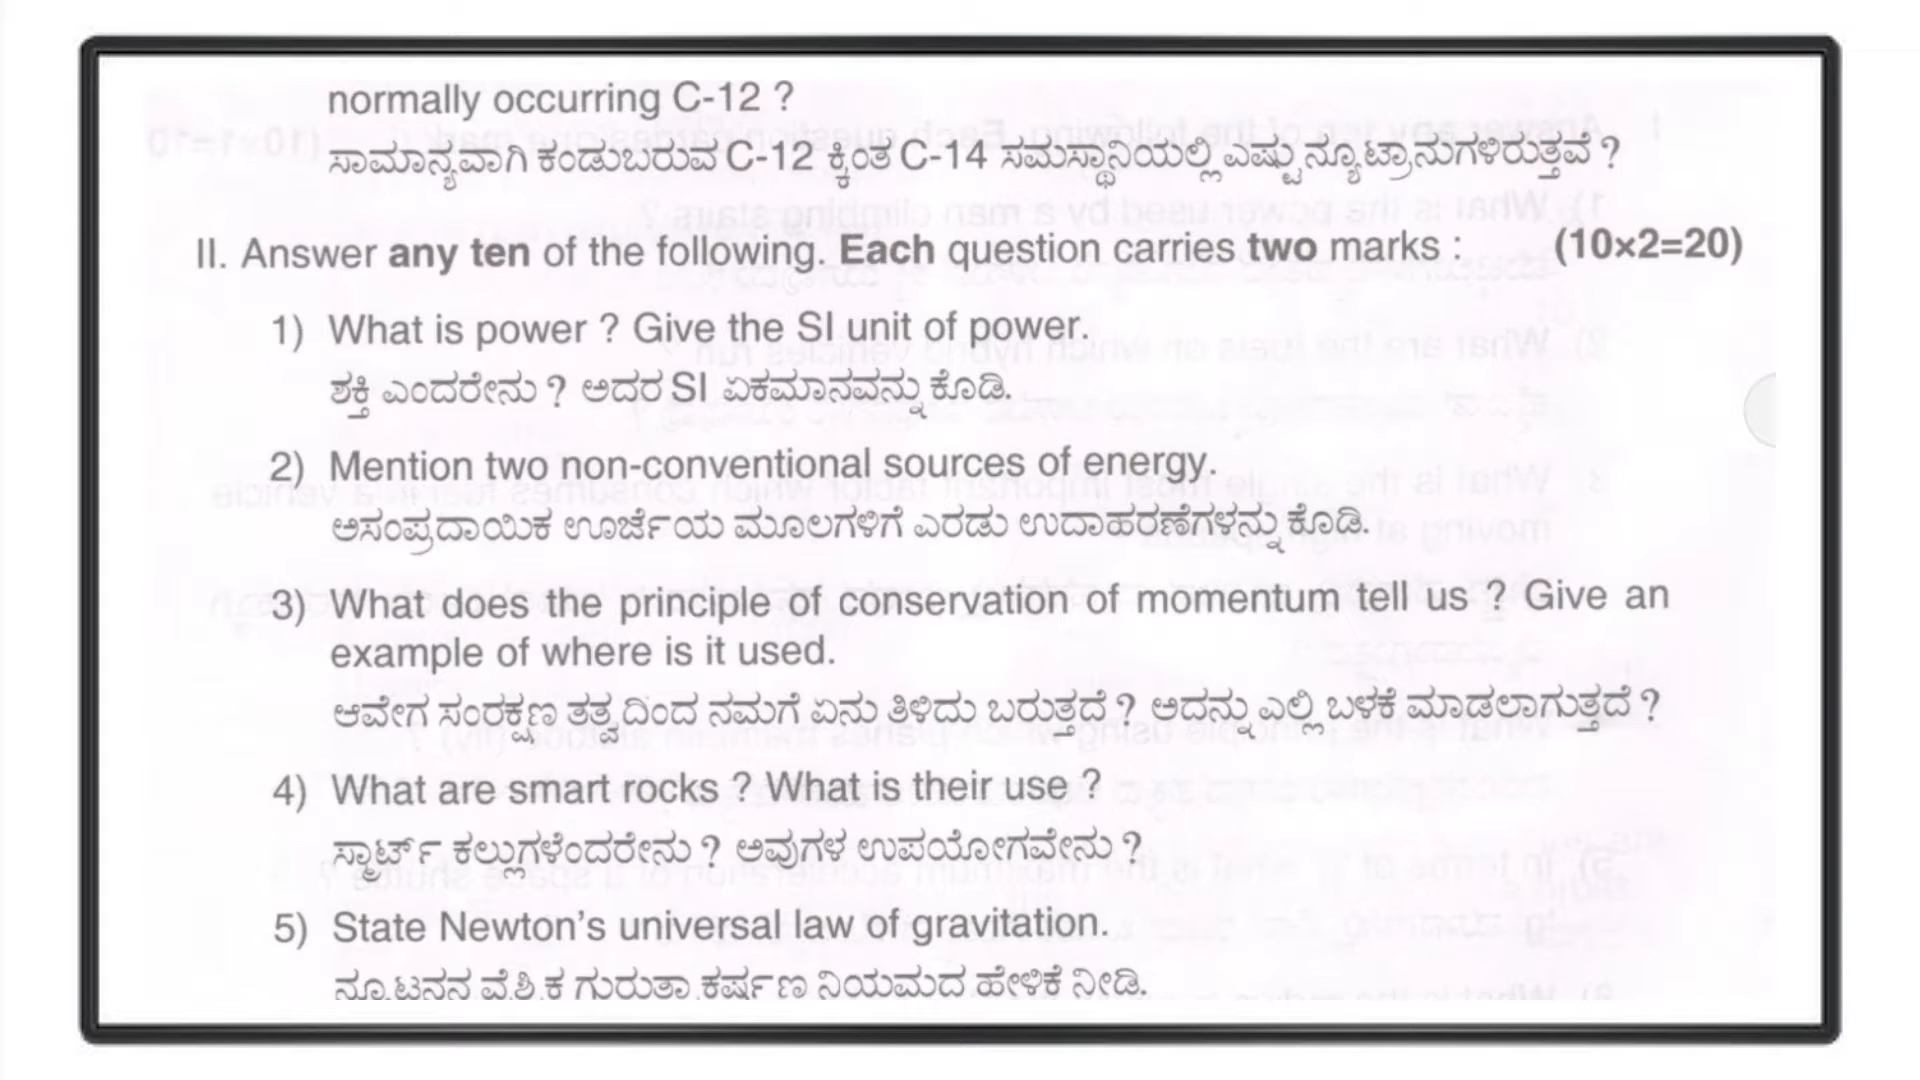 normally occurring C-12 ?
ಸಾಮಾನ್ಯವಾಗಿ ಕಂಡುಬರುವ C-12 ಕ್ಕಿಂತ C-14 ಸಮಸ್ಥಾನಿಯಲ್ಲಿ ಎಷ್ಟು ನ್ಯೂಟ್ರಾನುಗಳಿರುತ್ತವೆ ?
II. Answer any ten of the following. Each question carries two marks : (10×2=20)
1) What is power ? Give the SI unit of power.
ಶಕ್ತಿ ಎಂದರೇನು ? ಅದರ SI ಏಕಮಾನವನ್ನು ಕೊಡಿ.
2) Mention two non-conventional sources of energy.
ಅಸಂಪ್ರದಾಯಿಕ ಊರ್ಜೆಯ ಮೂಲಗಳಿಗೆ ಎರಡು ಉದಾಹರಣೆಗಳನ್ನು ಕೊಡಿ.
3) What does the principle of conservation of momentum tell us ? Give an
example of where is it used.
ಆವೇಗ ಸಂರಕ್ಷಣ ತತ್ವದಿಂದ ನಮಗೆ ಏನು ತಿಳಿದು ಬರುತ್ತದೆ ? ಅದನ್ನು ಎಲ್ಲಿ ಬಳಕೆ ಮಾಡಲಾಗುತ್ತದೆ ?
4) What are smart rocks ? What is their use ?
ಸ್ಮಾರ್ಟ್ ಕಲ್ಲುಗಳೆಂದರೇನು ? ಅವುಗಳ ಉಪಯೋಗವೇನು ?
5) State Newton's universal law of gravitation.
ನ್ಯೂಟನನ ವೈಶ್ವಿಕ ಗುರುತ್ವಾಕರ್ಷಣ ನಿಯಮದ ಹೇಳಿಕೆ ನೀಡಿ.